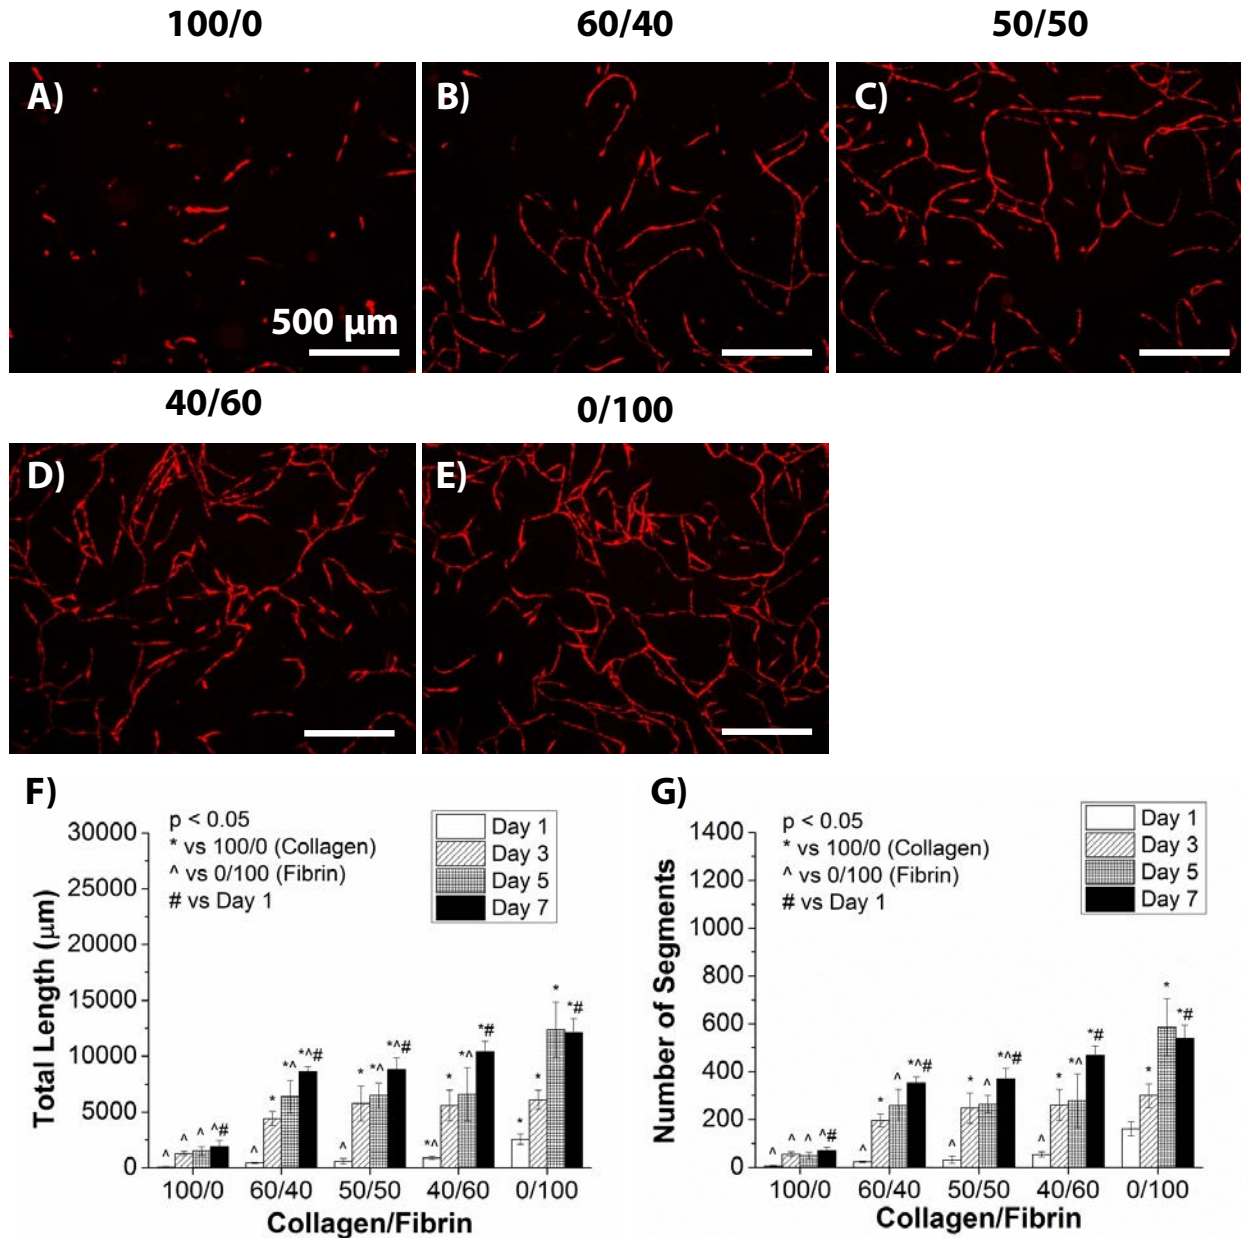 100/0
60/40
50/50
A)
B)
C)
500 µm
40/60
0/100
D)
E)
F)
p < 0.05
* vs 100/0 (Collagen)
^ vs 0/100 (Fibrin)
# vs Day 1
Day 1
Day 3
Day 5
Day 7
Total Length (µm)
30000
25000
20000
15000
10000
5000
0
^
^
^
^#
^
*
*^
*^#
^
*
*^
*^#
*^
*
*^
*#
*
*
*
*#
100/0
60/40
50/50
40/60
0/100
Collagen/Fibrin
G)
p < 0.05
* vs 100/0 (Collagen)
^ vs 0/100 (Fibrin)
# vs Day 1
Day 1
Day 3
Day 5
Day 7
Number of Segments
1400
1200
1000
800
600
400
200
0
^
^
^
^#
^
*
^
*^#
^
*
^
*^#
^
*
*^
*#
*
*
*#
100/0
60/40
50/50
40/60
0/100
Collagen/Fibrin